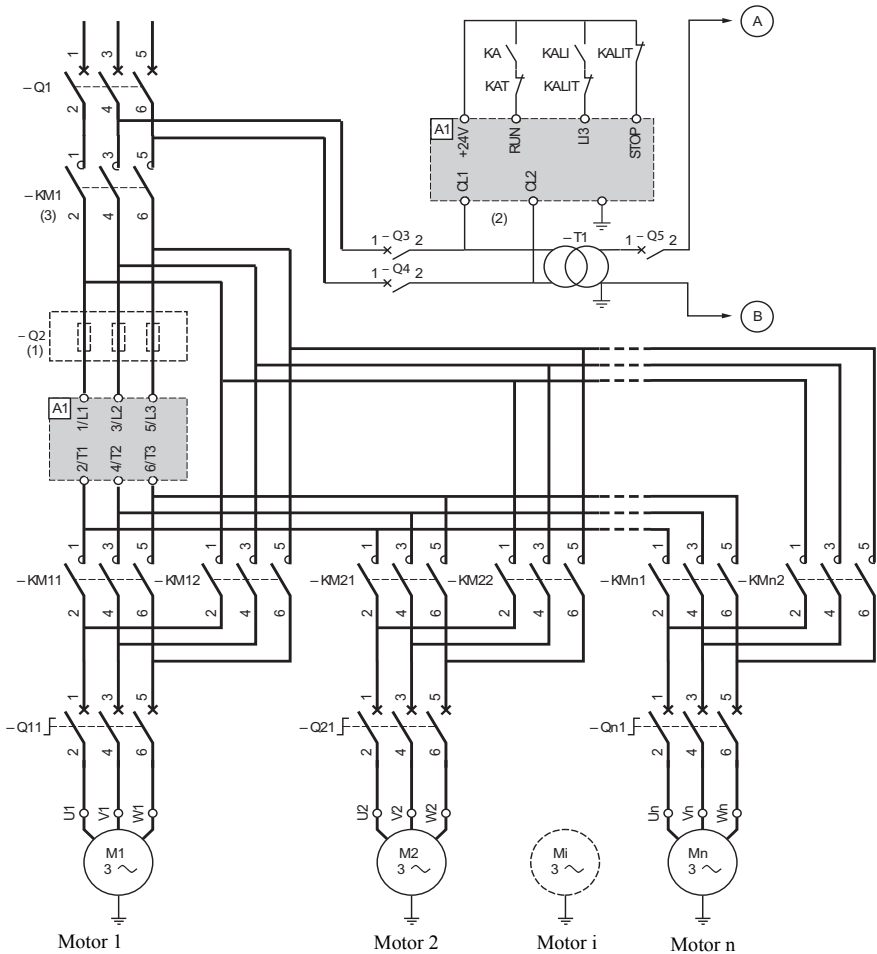 A
1 3 5
KA KALI KALIT
– Q1
KAT KALIT
2 4 6
A1 +24V RUN LI3 STOP
1 3 5
CL1 CL2
– KM1
(3)
2 4 6
(2)
1 – Q3 2
– T1
1 – Q5 2
1 – Q4 2
B
– Q2
(1)
A1 1/L1 3/L2 5/L3
2/T1 4/T2 6/T3
1 3 5 1 3 5 1 3 5 1 3 5 1 3 5 1 3 5
– KM11 – KM12 – KM21 – KM22 – KMn1 – KMn2
2 4 6 2 4 6 2 4 6 2 4 6 2 4 6 2 4 6
1 3 5 1 3 5 1 3 5
– Q11 – Q21 – Qn1
2 4 6 2 4 6 2 4 6
U1 V1 W1 U2 V2 W2 Un Vn Wn
M1 M2 Mi Mn
3 ～ 3 ～ 3 ～ 3 ～
Motor 1 Motor 2 Motor i Motor n